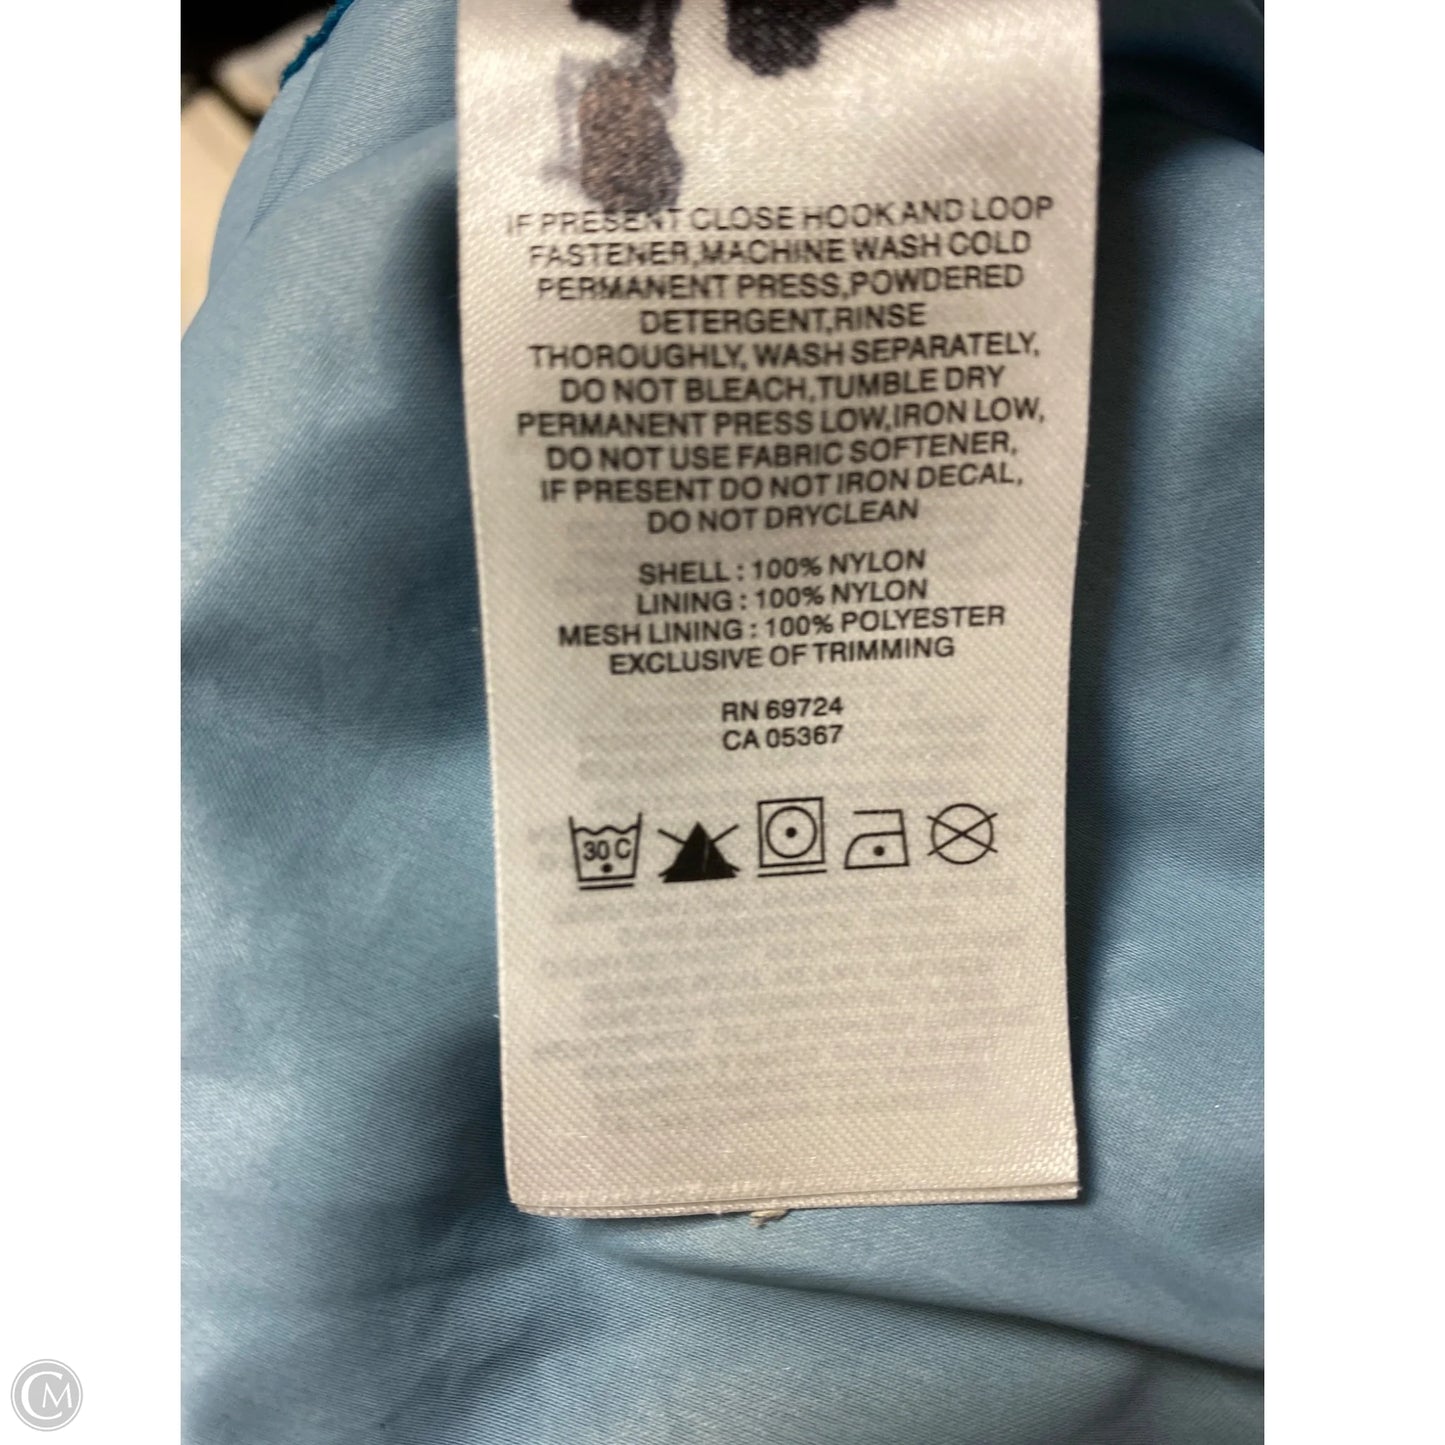 IF PRESENT CLOSE HOOK AND LOOP
FASTENER,MACHINE WASH COLD
PERMANENT PRESS,POWDERED
DETERGENT,RINSE
THOROUGHLY, WASH SEPARATELY,
DO NOT BLEACH,TUMBLE DRY
PERMANENT PRESS LOW,IRON LOW,
DO NOT USE FABRIC SOFTENER,
IF PRESENT DO NOT IRON DECAL,
DO NOT DRYCLEAN
SHELL : 100% NYLON
LINING : 100% NYLON
MESH LINING : 100% POLYESTER
EXCLUSIVE OF TRIMMING
RN 69724
CA 05367
30 C
CM